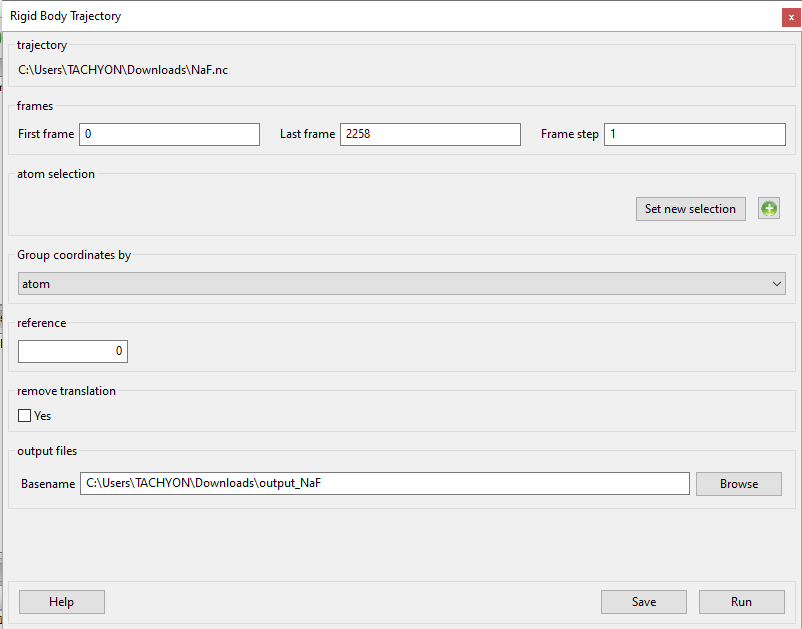 Rigid Body Trajectory
x
trajectory
C:\Users\TACHYON\Downloads\NaF.nc
frames
First frame 0 Last frame 2258 Frame step 1
atom selection
Set new selection
Group coordinates by
atom
reference
0
remove translation
Yes
output files
Basename C:\Users\TACHYON\Downloads\output_NaF Browse
Help Save Run